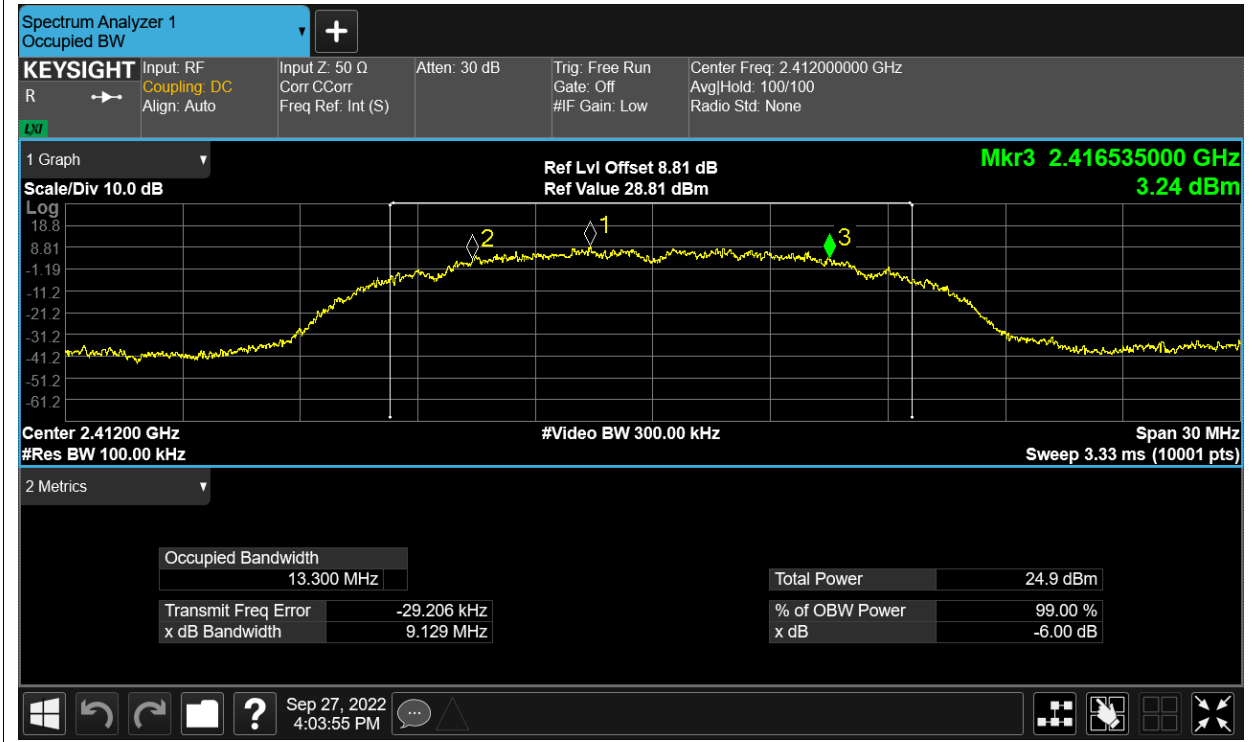 Spectrum Analyzer 1
Occupied BW
KEYSIGHT
R
LXI
Input: RF
Coupling: DC
Align: Auto
Input Z: 50 Ω
Corr CCorr
Freq Ref: Int (S)
Atten: 30 dB
Trig: Free Run
Gate: Off
#IF Gain: Low
Center Freq: 2.412000000 GHz
Avg|Hold: 100/100
Radio Std: None
1 Graph
Scale/Div 10.0 dB
Ref Lvl Offset 8.81 dB
Ref Value 28.81 dBm
Mkr3 2.416535000 GHz
3.24 dBm
Log
18.8
8.81
-1.19
-11.2
-21.2
-31.2
-41.2
-51.2
-61.2
2
1
3
Center 2.41200 GHz
#Res BW 100.00 kHz
#Video BW 300.00 kHz
Span 30 MHz
Sweep 3.33 ms (10001 pts)
2 Metrics
Occupied Bandwidth
13.300 MHz
Transmit Freq Error -29.206 kHz
x dB Bandwidth 9.129 MHz
Total Power 24.9 dBm
% of OBW Power 99.00 %
x dB -6.00 dB
?
Sep 27, 2022
4:03:55 PM